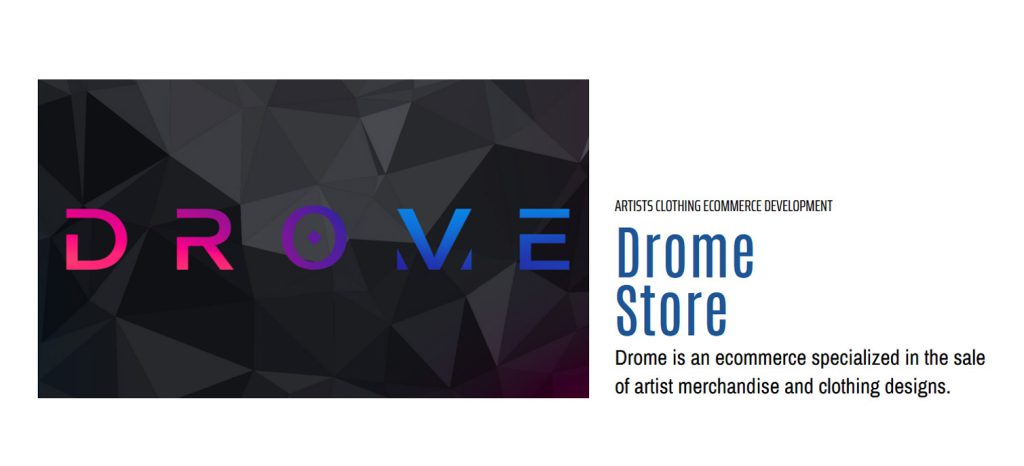 DROME
ARTISTS CLOTHING ECOMMERCE DEVELOPMENT
Drome
Store
Drome is an ecommerce specialized in the sale
of artist merchandise and clothing designs.